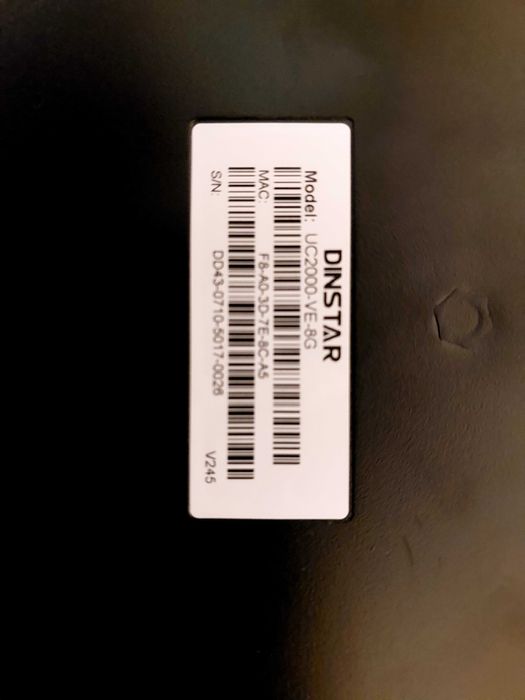 DINSTAR
Model: UC2000-VE-8G
MAC: F8-A0-3D-7E-8C-A5
S/N: DD43-0710-5017-0026
V245